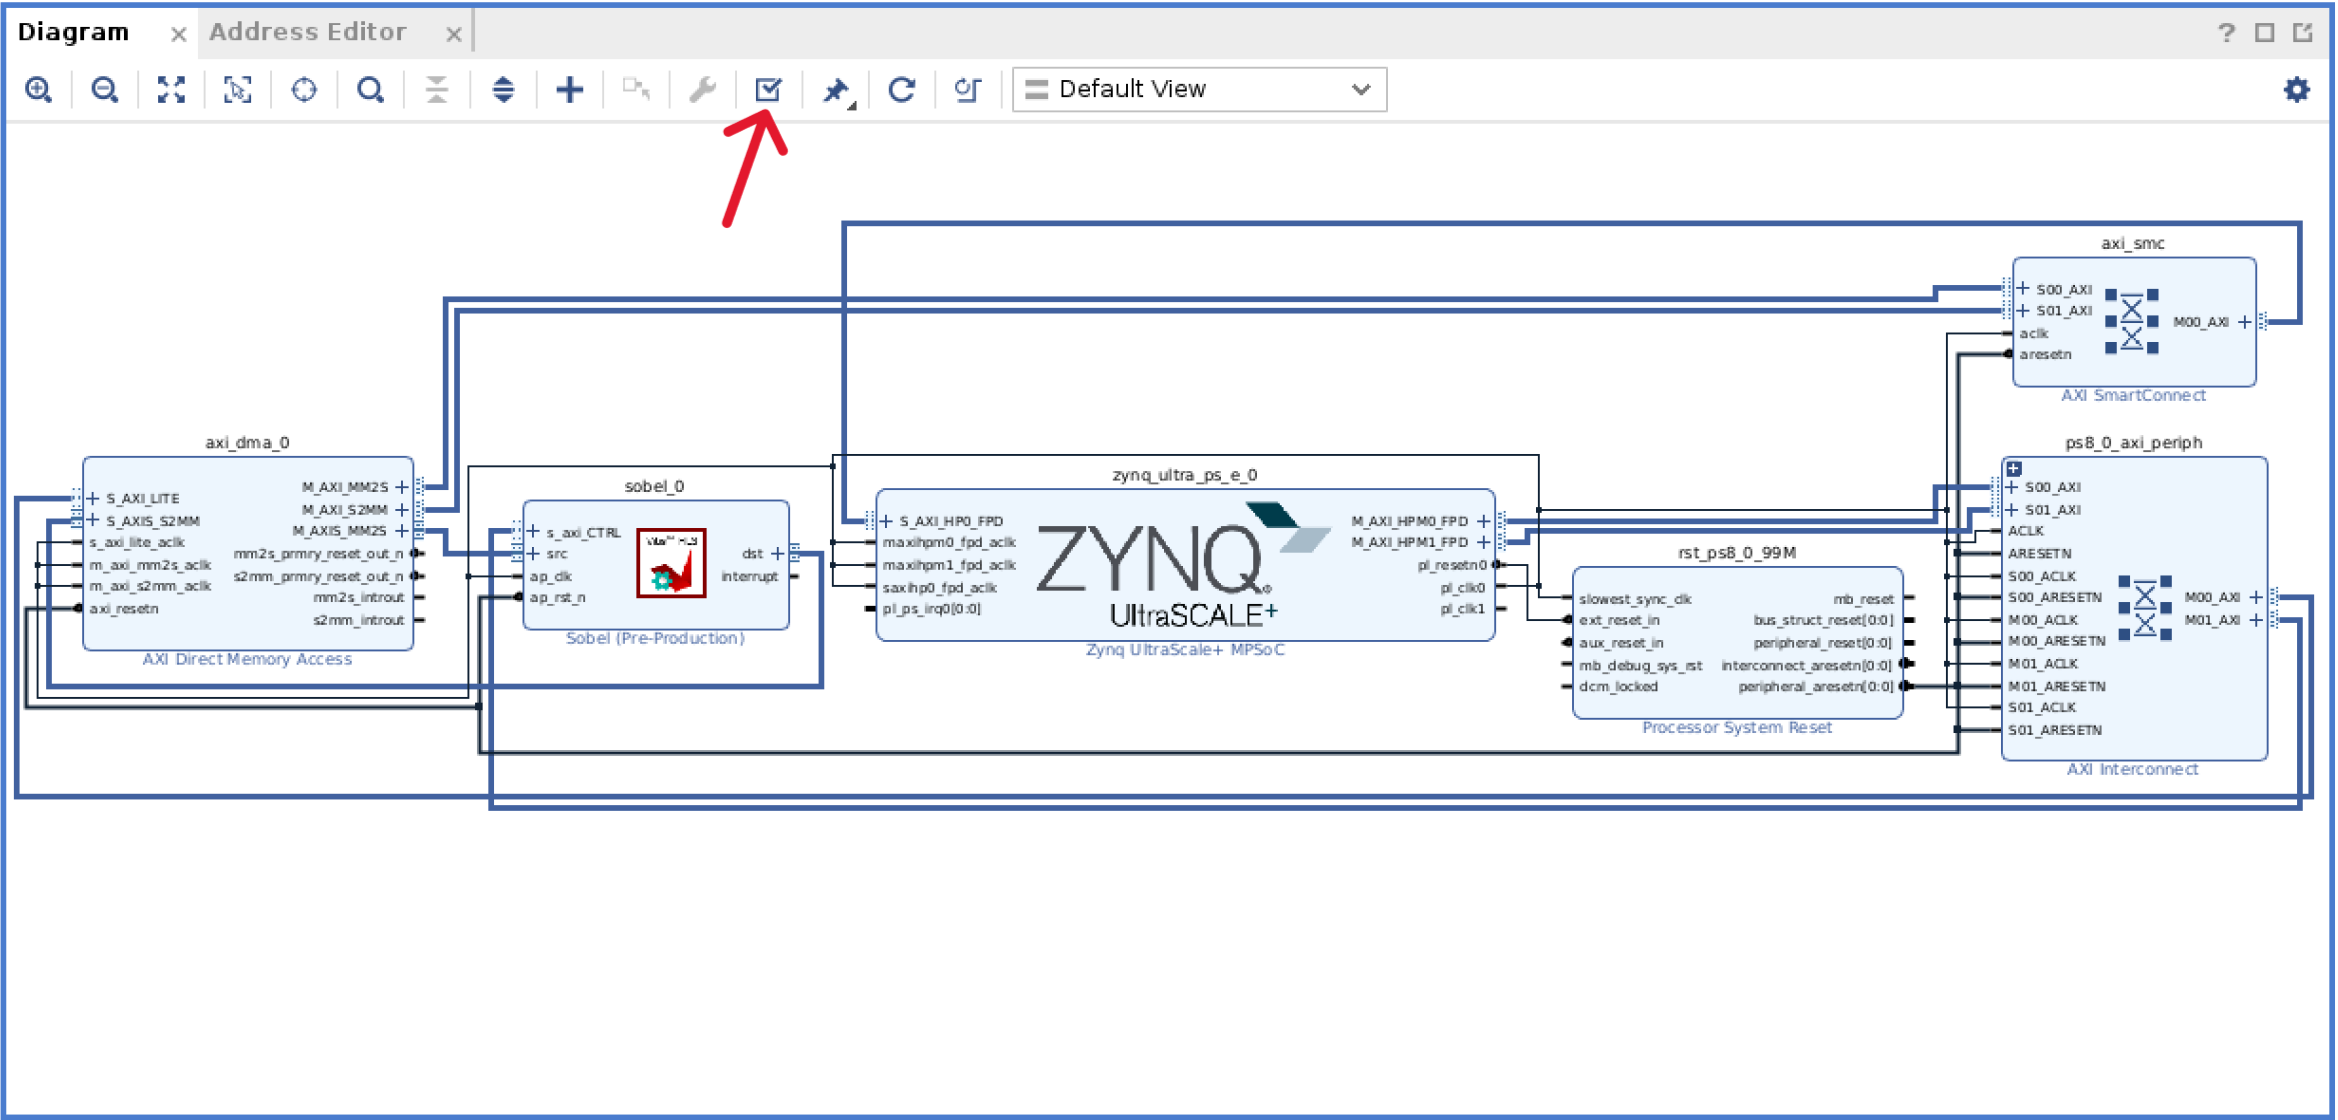 Diagram
Address Editor
?
Default View
axi_smc
S00_AXI
S01_AXI
aclk
aresetn
M00_AXI
AXI SmartConnect
axi_dma_0
S_AXI_LITE
S_AXIS_S2MM
s_axi_lite_aclk
m_axi_mm2s_aclk
m_axi_s2mm_aclk
axi_resetn
M_AXI_MM2S
M_AXI_S2MM
M_AXIS_MM2S
mm2s_prmry_reset_out_n
s2mm_prmry_reset_out_n
mm2s_introut
s2mm_introut
AXI Direct Memory Access
sobel_0
s_axi_CTRL
src
ap_clk
ap_rst_n
Vitis™ HLS
dst
interrupt
Sobel (Pre-Production)
zynq_ultra_ps_e_0
S_AXI_HP0_FPD
maxihpm0_fpd_aclk
maxihpm1_fpd_aclk
saxihp0_fpd_aclk
pl_ps_irq0[0:0]
ZYNQ
UltraSCALE+
M_AXI_HPM0_FPD
M_AXI_HPM1_FPD
pl_resetn0
pl_clk0
pl_clk1
Zynq UltraScale+ MPSoC
rst_ps8_0_99M
slowest_sync_clk
ext_reset_in
aux_reset_in
mb_debug_sys_rst
dcm_locked
mb_reset
bus_struct_reset[0:0]
peripheral_reset[0:0]
interconnect_aresetn[0:0]
peripheral_aresetn[0:0]
Processor System Reset
ps8_0_axi_periph
S00_AXI
S01_AXI
ACLK
ARESETN
S00_ACLK
S00_ARESETN
M00_ACLK
M00_ARESETN
M01_ACLK
M01_ARESETN
S01_ACLK
S01_ARESETN
M00_AXI
M01_AXI
AXI Interconnect